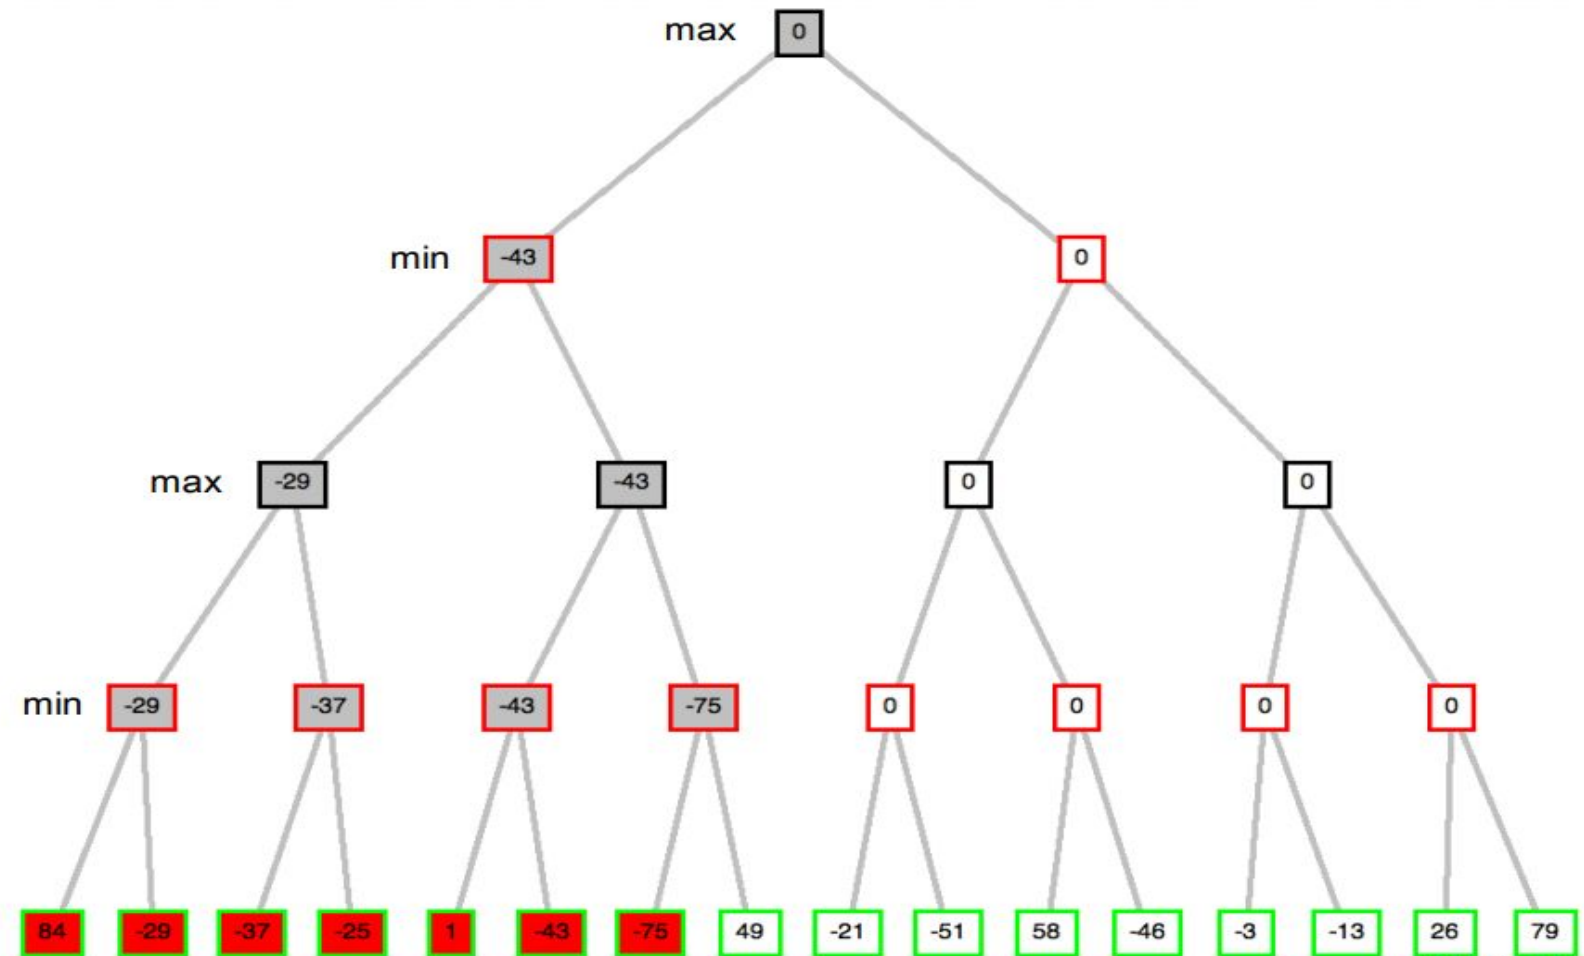 max 0
min -43 0
max -29 -43 0 0
min -29 -37 -43 -75 0 0 0 0
84 -29 -37 -25 1 -43 -75 49 -21 -51 58 -46 -3 -13 26 79